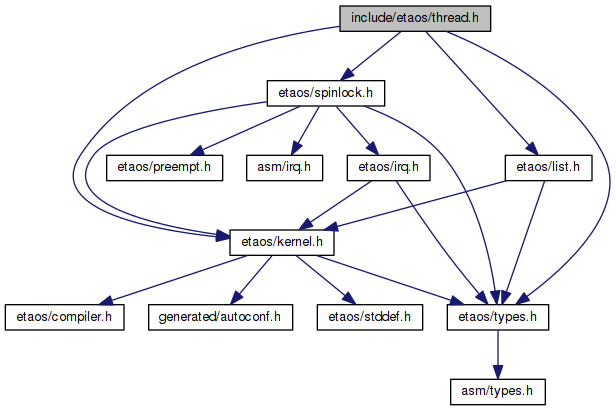 include/etaos/thread.h
etaos/spinlock.h
etaos/preempt.h
asm/irq.h
etaos/irq.h
etaos/list.h
etaos/kernel.h
etaos/compiler.h
generated/autoconf.h
etaos/stddef.h
etaos/types.h
asm/types.h